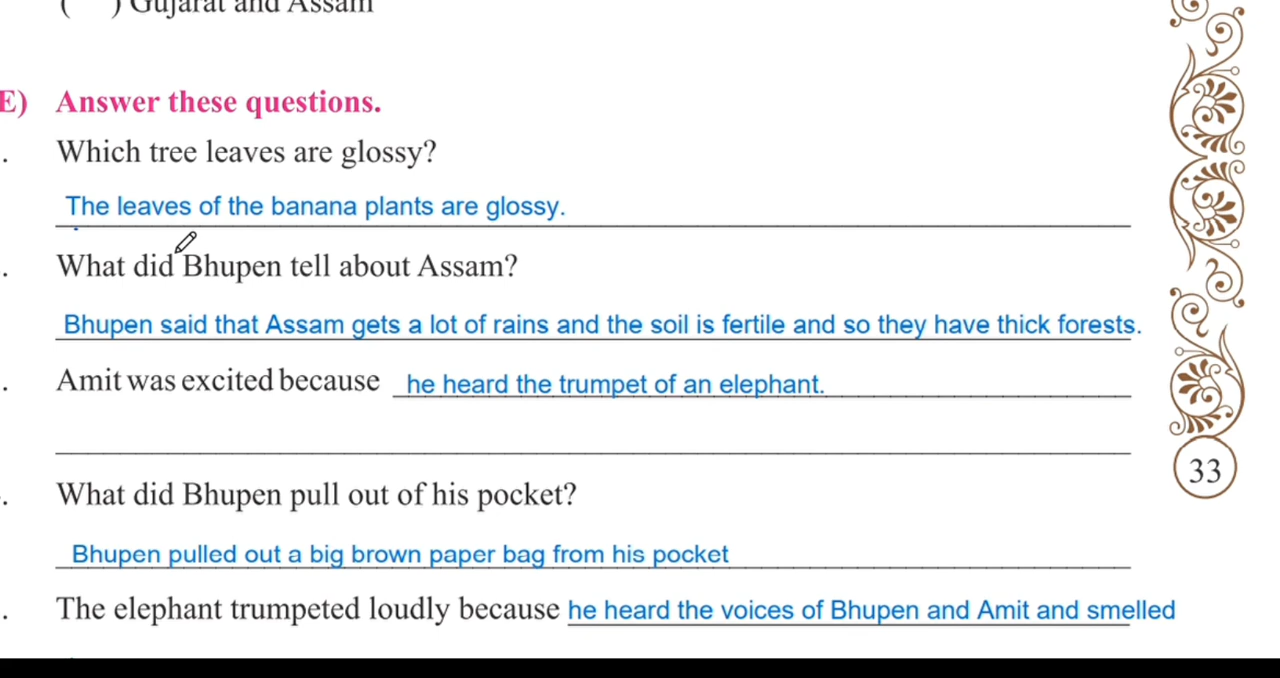 ( ) Gujarat and Assam
E) Answer these questions.
. Which tree leaves are glossy?
The leaves of the banana plants are glossy.
. What did Bhupen tell about Assam?
Bhupen said that Assam gets a lot of rains and the soil is fertile and so they have thick forests.
. Amit was excited because he heard the trumpet of an elephant.
33
. What did Bhupen pull out of his pocket?
Bhupen pulled out a big brown paper bag from his pocket
. The elephant trumpeted loudly because he heard the voices of Bhupen and Amit and smelled